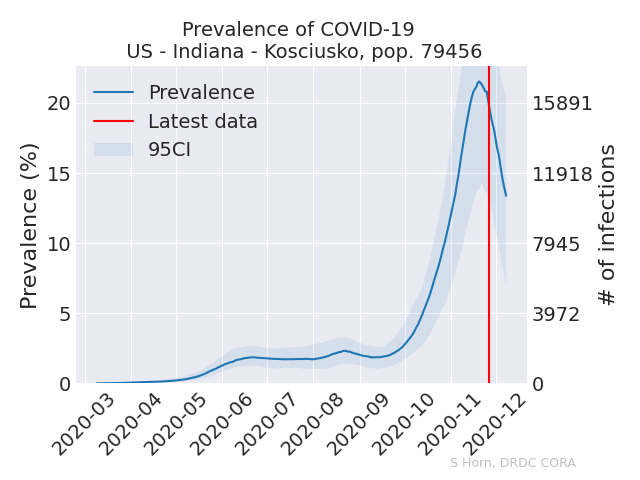 Prevalence of COVID-19
US - Indiana - Kosciusko, pop. 79456
Prevalence
Latest data
95CI
Prevalence (%)
20
15
10
5
0
15891
11918
7945
3972
0
# of infections
2020-03
2020-04
2020-05
2020-06
2020-07
2020-08
2020-09
2020-10
2020-11
2020-12
S Horn, DRDC CORA